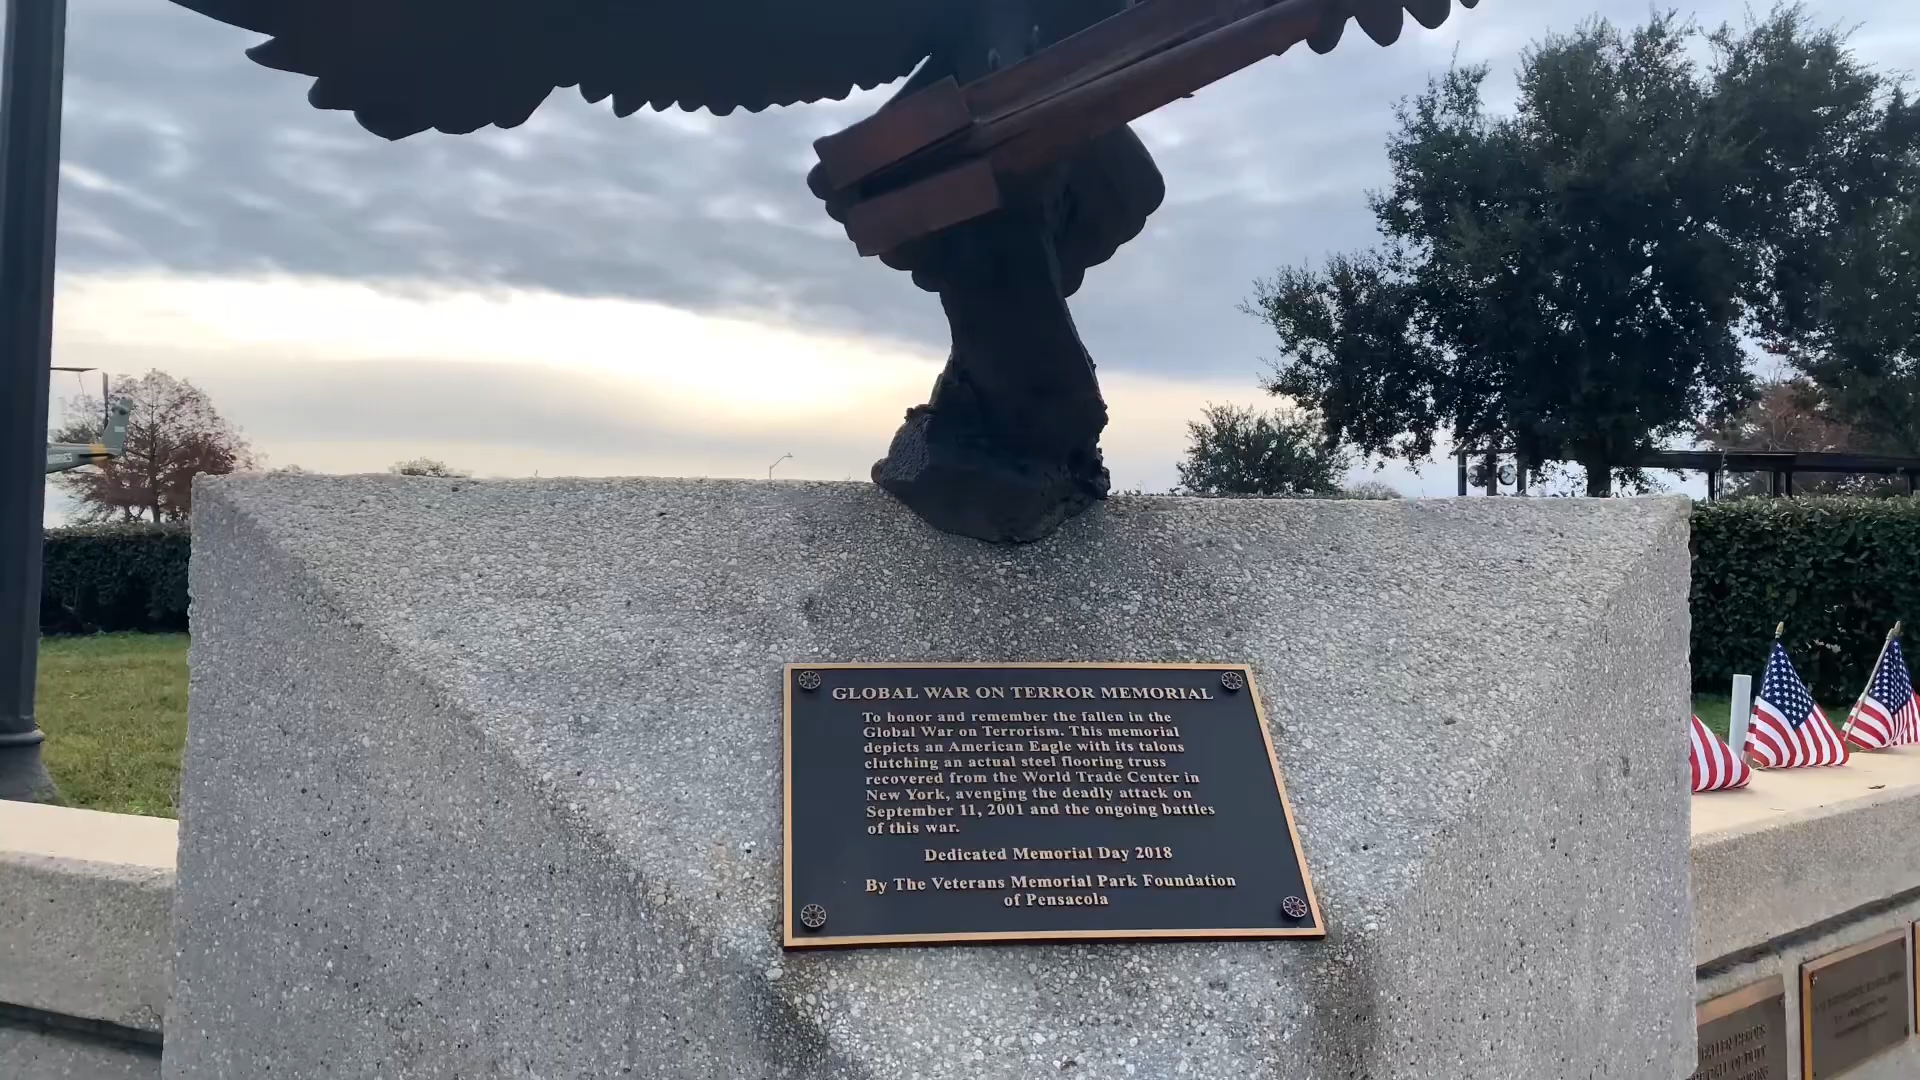 GLOBAL WAR ON TERROR MEMORIAL
To honor and remember the fallen in the
Global War on Terrorism. This memorial
depicts an American Eagle with its talons
clutching an actual steel flooring truss
recovered from the World Trade Center in
New York, avenging the deadly attack on
September 11, 2001 and the ongoing battles
of this war.
Dedicated Memorial Day 2018
By The Veterans Memorial Park Foundation
of Pensacola
FALLEN HEROES